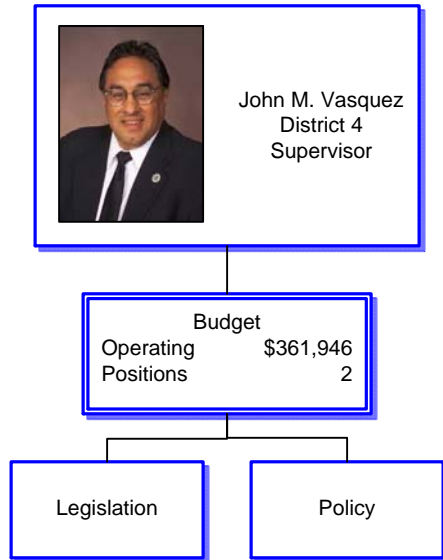 John M. Vasquez
District 4
Supervisor
Budget
Operating $361,946
Positions 2
Legislation
Policy